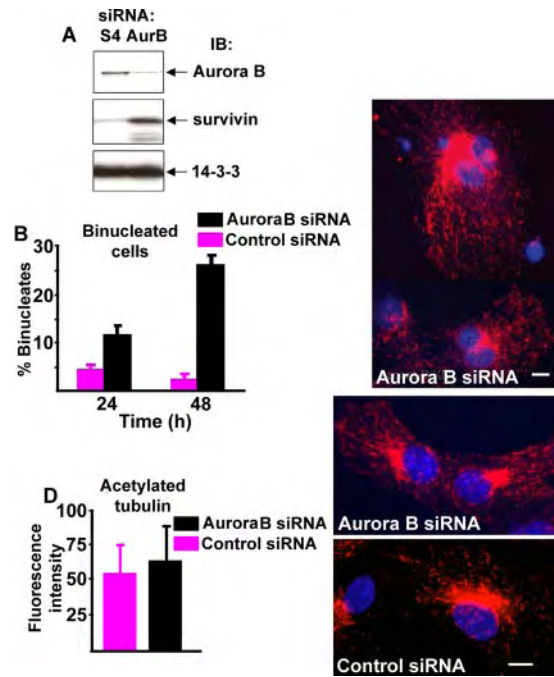 siRNA:
A S4 AurB IB:
Aurora B
survivin
14-3-3
B Binucleated cells
AuroraB siRNA
Control siRNA
% Binucleates
30
20
10
24 48
Time (h)
D Acetylated tubulin
AuroraB siRNA
Control siRNA
Fluorescence intensity
100
75
50
25
Aurora B siRNA
Aurora B siRNA
Control siRNA